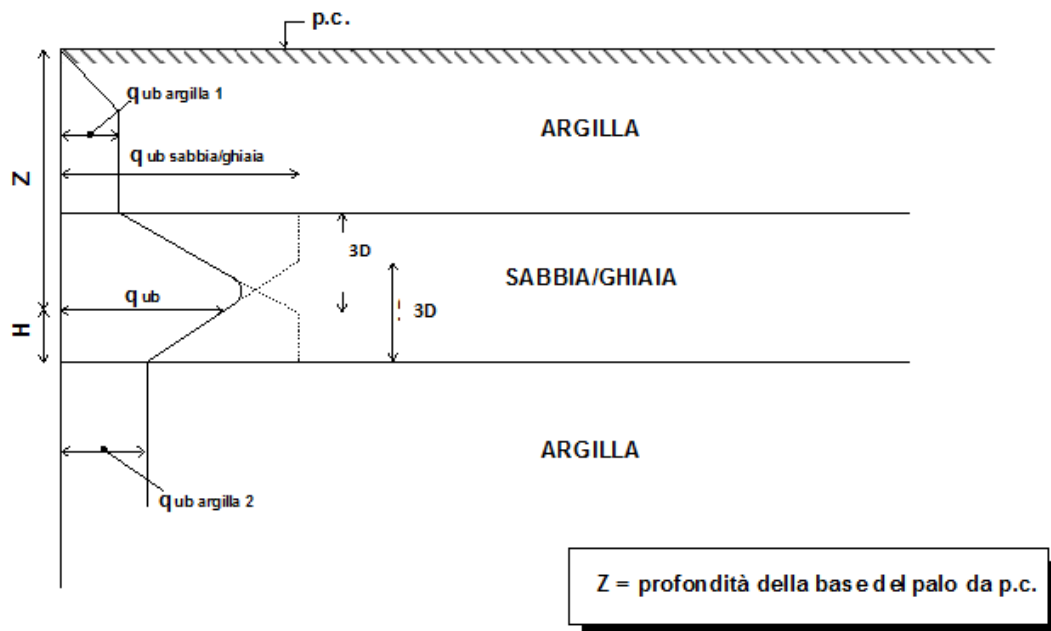 p.c.
q ub argilla 1
ARGILLA
q ub sabbia/ghiaia
Z
3D
SABBIA/GHIAIA
q ub
3D
H
ARGILLA
q ub argilla 2
Z = profondità della base del palo da p.c.